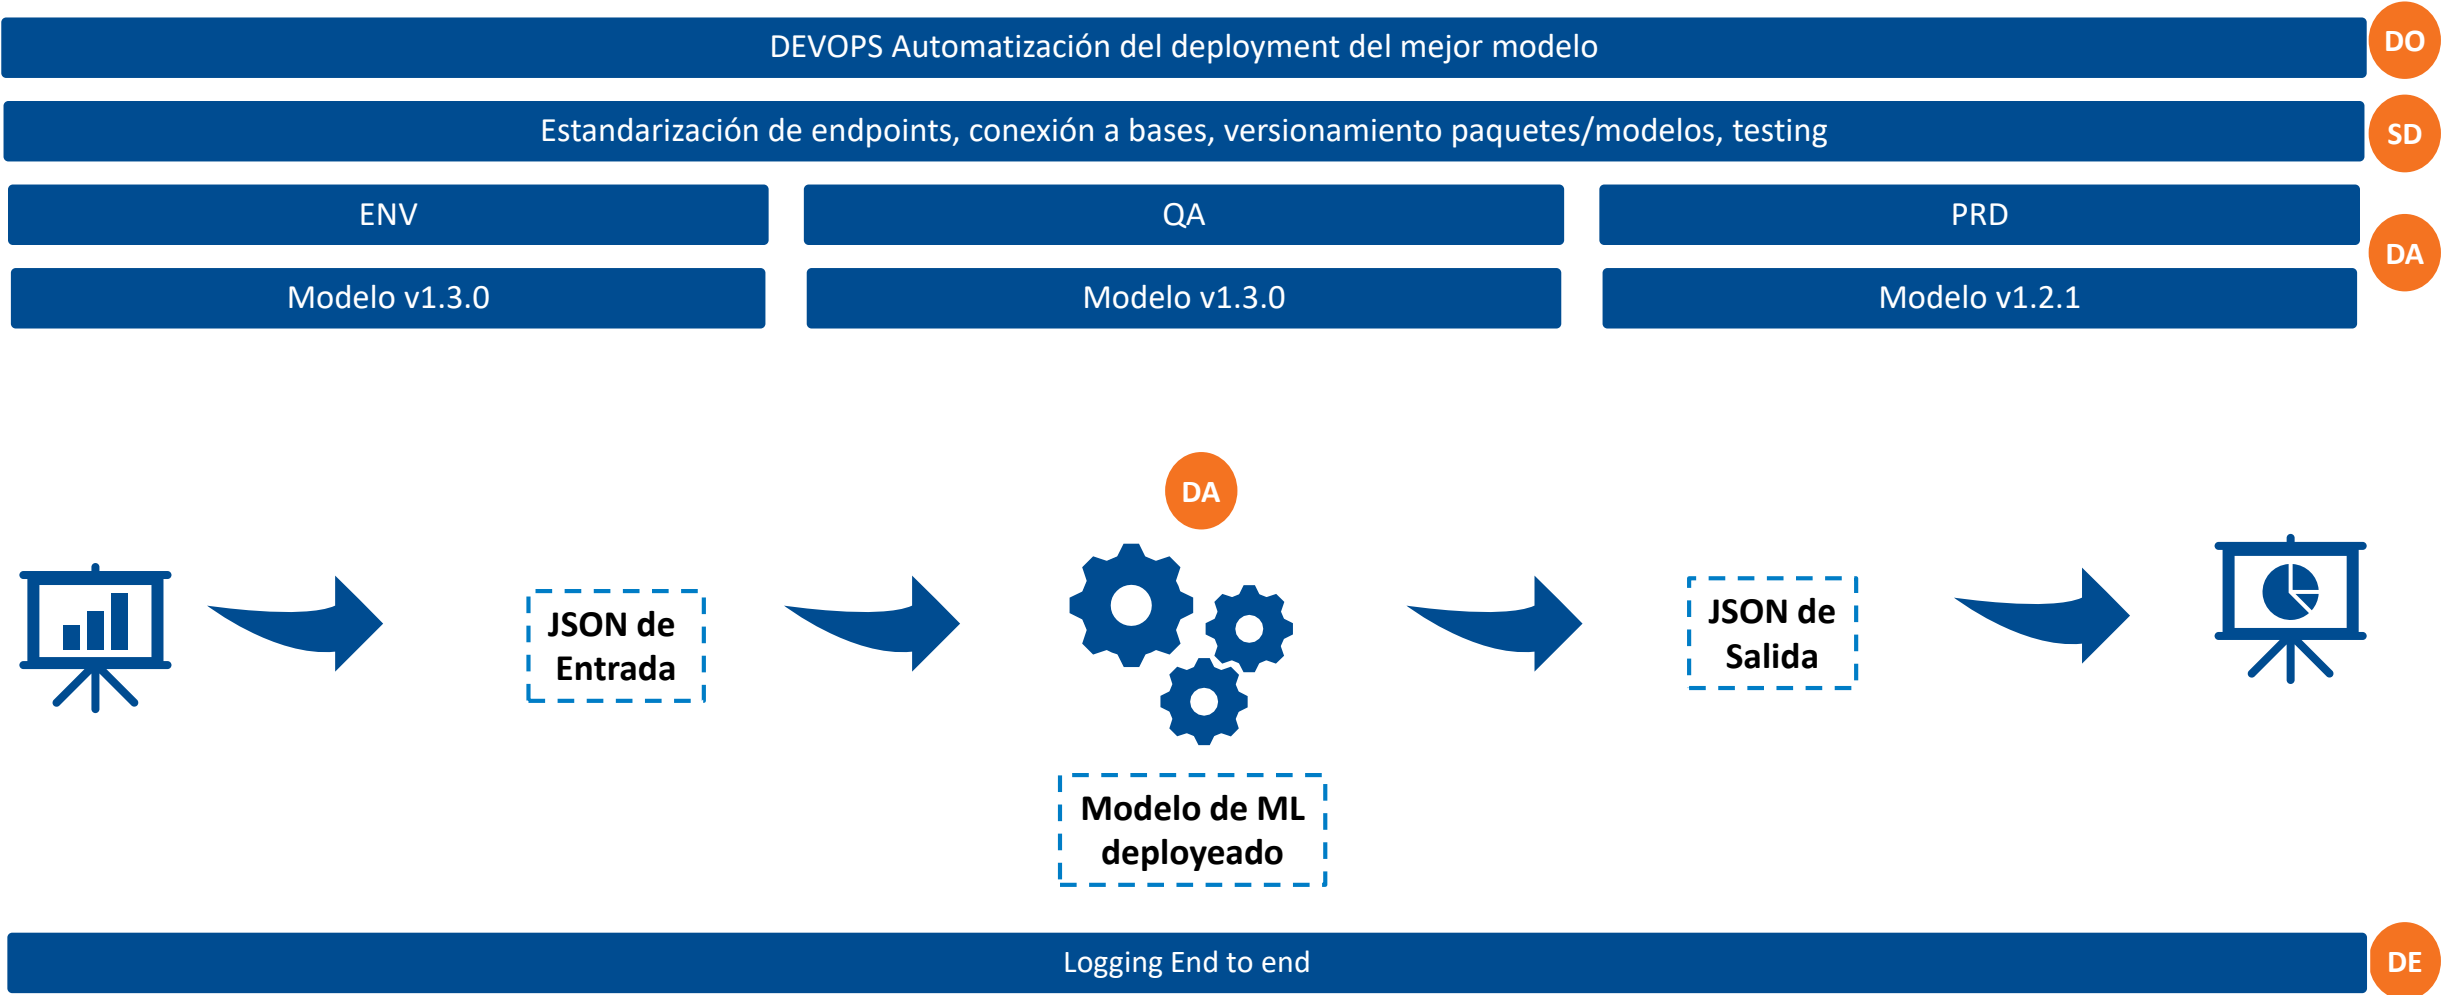 DEVOPS Automatización del deployment del mejor modelo
DO
Estandarización de endpoints, conexión a bases, versionamiento paquetes/modelos, testing
SD
ENV
QA
PRD
DA
Modelo v1.3.0
Modelo v1.3.0
Modelo v1.2.1
DA
JSON de
Entrada
JSON de
Salida
Modelo de ML
deployeado
Logging End to end
DE